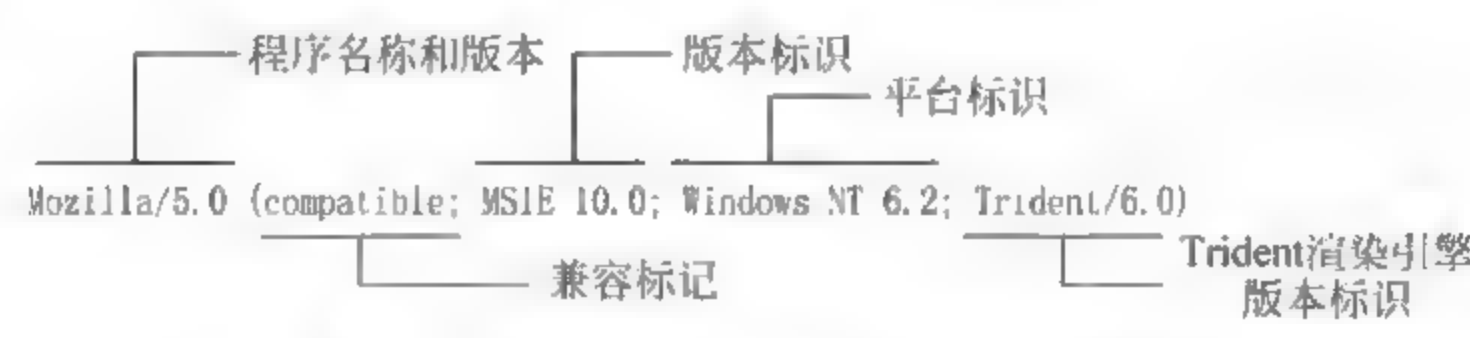 程序名称和版本
版本标识
平台标识
Mozilla/5.0 (compatible; MSIE 10.0; Windows NT 6.2; Trident/6.0)
兼容标记
Trident渲染引擎
版本标识